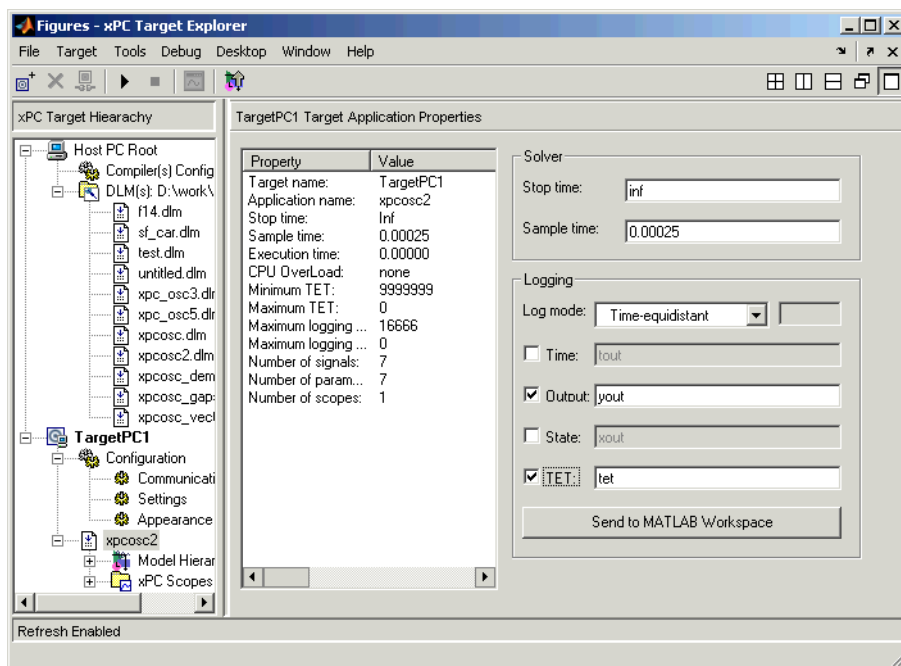 Figures - xPC Target Explorer
File Target Tools Debug Desktop Window Help
xPC Target Hiearachy
TargetPC1 Target Application Properties
Host PC Root
Compiler(s) Config
DLM(s): D:\work\
f14.dlm
sf_car.dlm
test.dlm
untitled.dlm
xpc_osc3.dlr
xpc_osc5.dlr
xpcosc.dlm
xpcosc2.dlm
xpcosc_dem
xpcosc_gap:
xpcosc_vecl
TargetPC1
Configuration
Communicati
Settings
Appearance
xpcosc2
Model Hierar
xPC Scopes
Property Value
Target name: TargetPC1
Application name: xpcosc2
Stop time: Inf
Sample time: 0.00025
Execution time: 0.00000
CPU OverLoad: none
Minimum TET: 9999999
Maximum TET: 0
Maximum logging ... 16666
Maximum logging ... 0
Number of signals: 7
Number of param... 7
Number of scopes: 1
Solver
Stop time: inf
Sample time: 0.00025
Logging
Log mode: Time-equidistant
Time: tout
Output: yout
State: xout
TET: tet
Send to MATLAB Workspace
Refresh Enabled